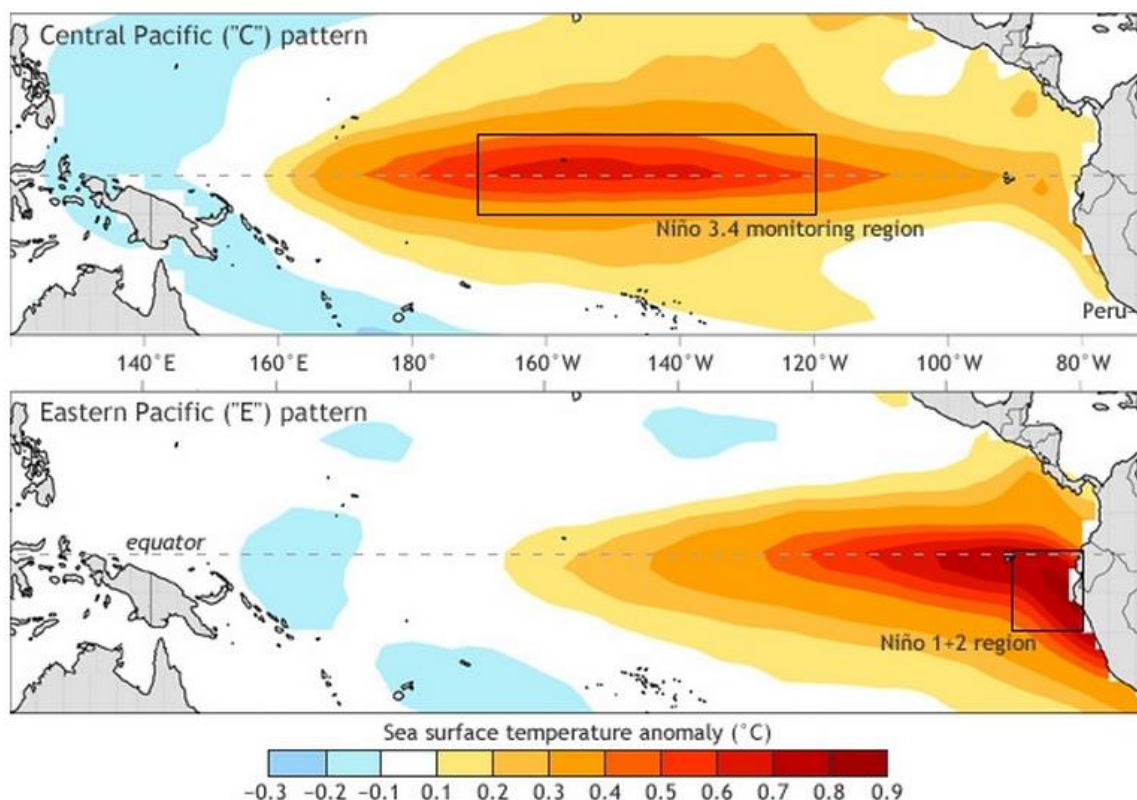 Central Pacific ("C") pattern
Niño 3.4 monitoring region
Peru
140°E 160°E 180° 160°W 140°W 120°W 100°W 80°W
Eastern Pacific ("E") pattern
equator
Niño 1+2 region
Sea surface temperature anomaly (°C)
−0.3 −0.2 −0.1 0.1 0.2 0.3 0.4 0.5 0.6 0.7 0.8 0.9